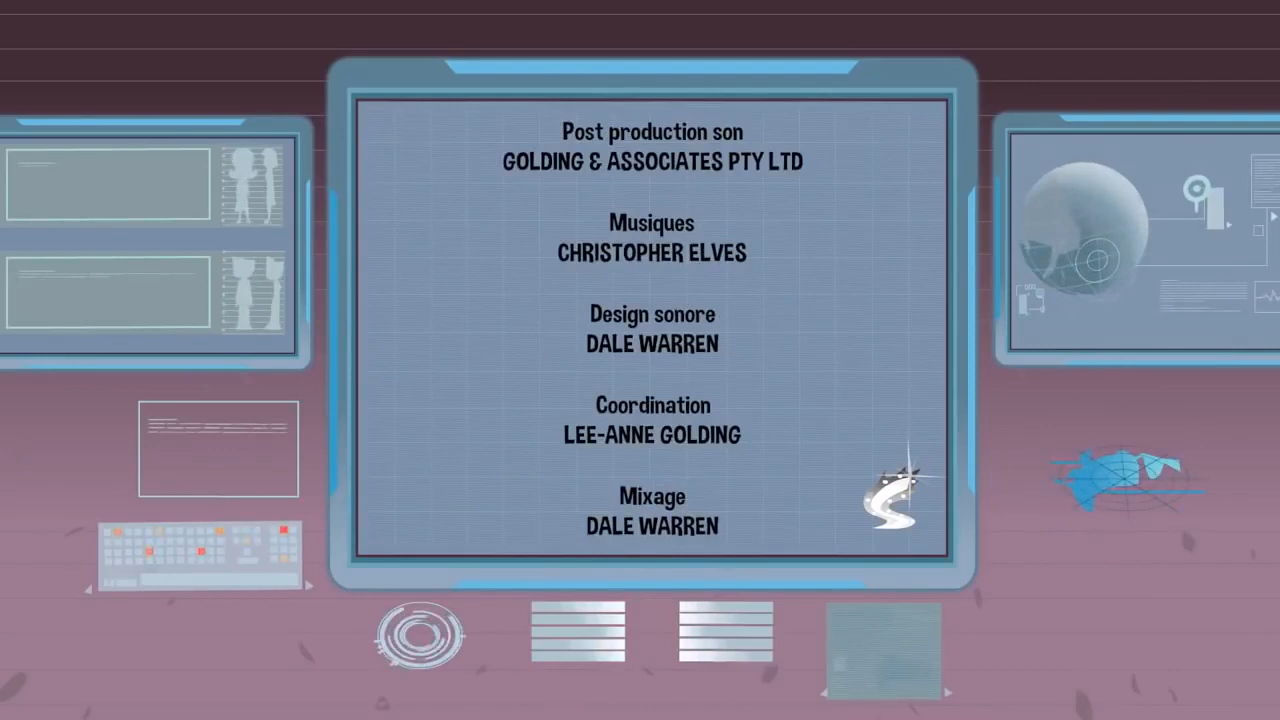 Post production son
GOLDING & ASSOCIATES PTY LTD
Musiques
CHRISTOPHER ELVES
Design sonore
DALE WARREN
Coordination
LEE-ANNE GOLDING
Mixage
DALE WARREN